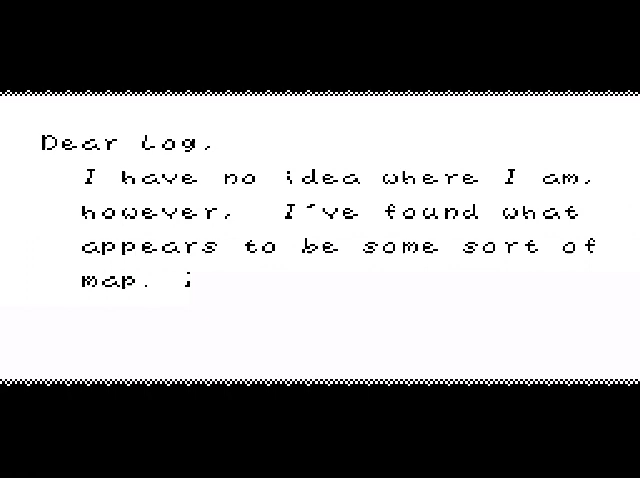 Dear Log,
I have no idea where I am,
however, I've found what
appears to be some sort of
map. i